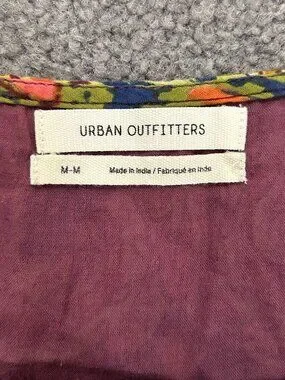 URBAN OUTFITTERS
M-M Made in India / Fabriqué en Inde